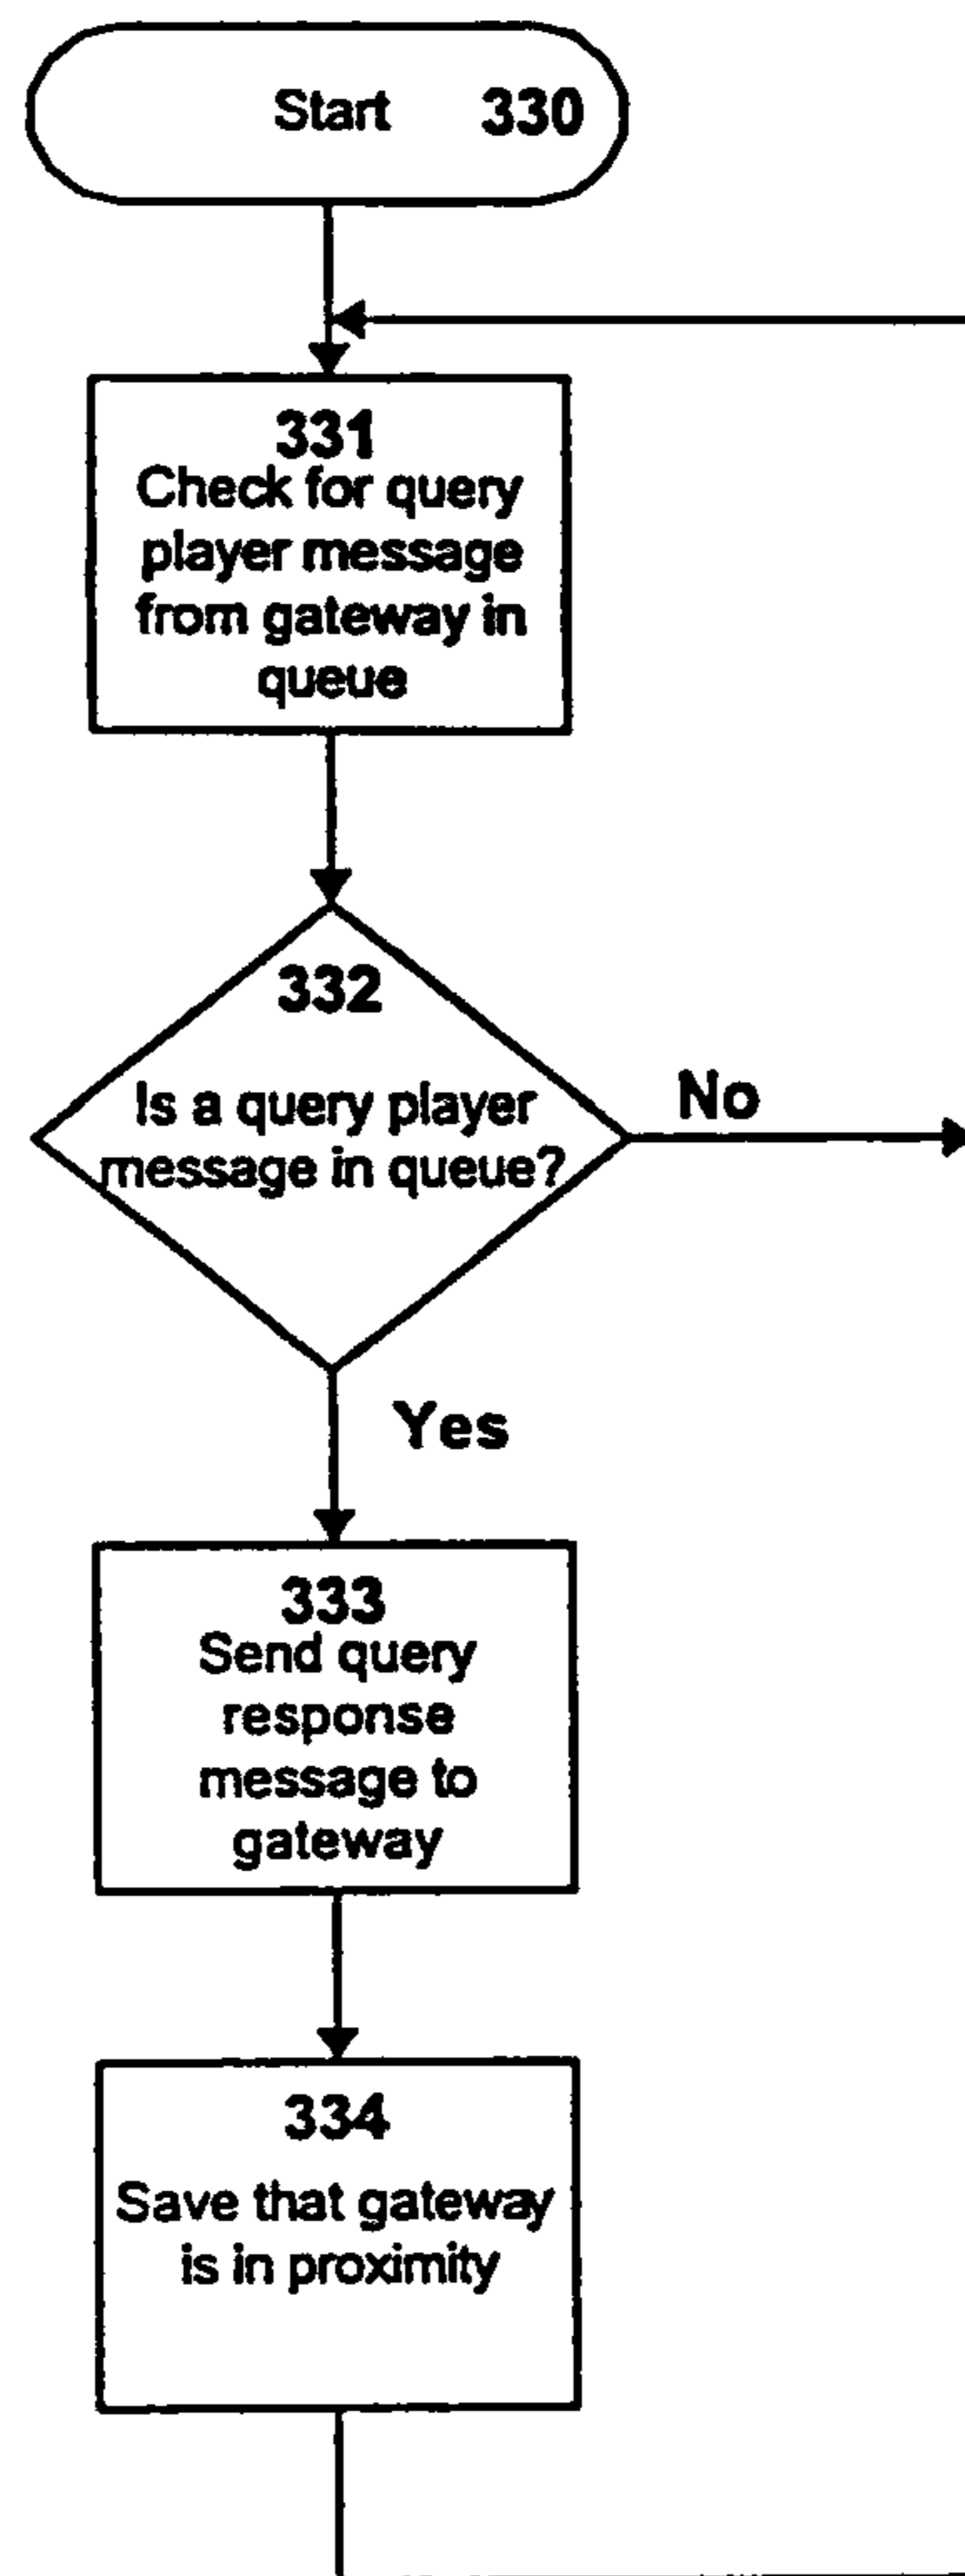 Start 330
331
Check for query
player message
from gateway in
queue
332
Is a query player
message in queue?
No
Yes
333
Send query
response
message to
gateway
334
Save that gateway
is in proximity